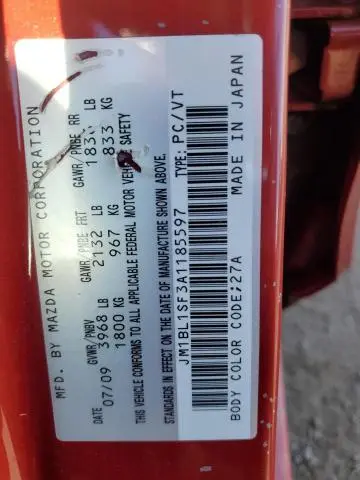 MFD. BY MAZDA MOTOR CORPORATION
DATE GVWR/PNBV GAWR/PNBE FRT GAWR/PNBE RR
07/09 3968 LB 2132 LB LB
1800 KG 967 KG 833 KG
THIS VEHICLE CONFORMS TO ALL APPLICABLE FEDERAL MOTOR VEHICLE SAFETY
STANDARDS IN EFFECT ON THE DATE OF MANUFACTURE SHOWN ABOVE.
JM1BL1SF3A1185597 TYPE: PC/VT
BODY COLOR CODE:27A MADE IN JAPAN